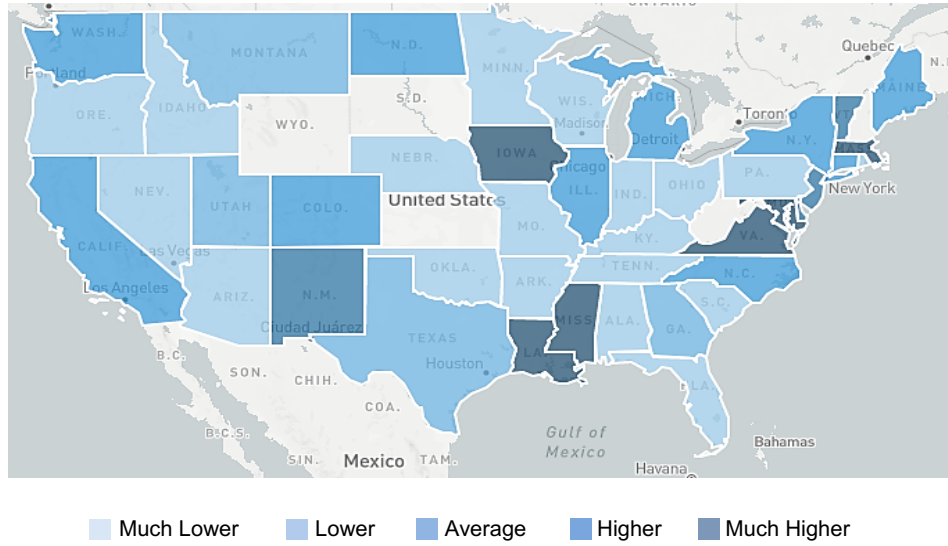 ONTARIO
WASH.
MONTANA
N.D.
MINN.
Quebec
N.
Portland
MAINE
ORE.
IDAHO
WYO.
S.D.
WIS.
Madison
MICH.
Toronto
VT.
N.Y.
MASS.
Detroit
IOWA
Chicago
NEBR.
PA.
NEV.
UTAH
COLO.
United States
ILL.
IND.
OHIO
New York
CALIF.
Las Vegas
MO.
KY.
VA.
Los Angeles
ARIZ.
N.M.
OKLA.
ARK.
TENN.
N.C.
S.C.
Ciudad Juárez
TEXAS
MISS.
ALA.
GA.
B.C.
SON.
CHIH.
Houston
LA.
FLA.
COA.
B.C.S.
SIN.
Mexico
TAM.
Gulf of
Mexico
Bahamas
Havana
Much Lower
Lower
Average
Higher
Much Higher